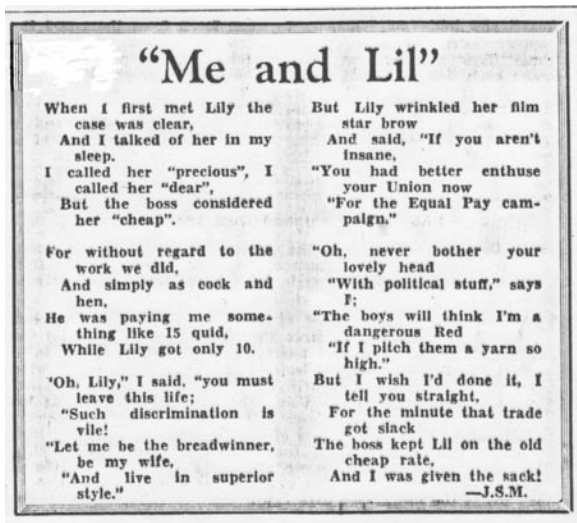 “Me and Lil”
When I first met Lily the
case was clear,
And I talked of her in my
sleep.
I called her “precious”, I
called her “dear”,
But the boss considered
her “cheap”.
For without regard to the
work we did,
And simply as cock and
hen,
He was paying me some-
thing like 15 quid,
While Lily got only 10.
“Oh, Lily,” I said, “you must
leave this life;
“Such discrimination is
vile!
“Let me be the breadwinner,
be my wife,
“And live in superior
style.”
But Lily wrinkled her film
star brow
And said, “If you aren’t
insane,
“You had better enthuse
your Union now
“For the Equal Pay cam-
paign.”
“Oh, never bother your
lovely head
“With political stuff,” says
I;
“The boys will think I’m a
dangerous Red
“If I pitch them a yarn so
high.”
But I wish I’d done it, I
tell you straight,
For the minute that trade
got slack
The boss kept Lil on the old
cheap rate,
And I was given the sack!
—J.S.M.